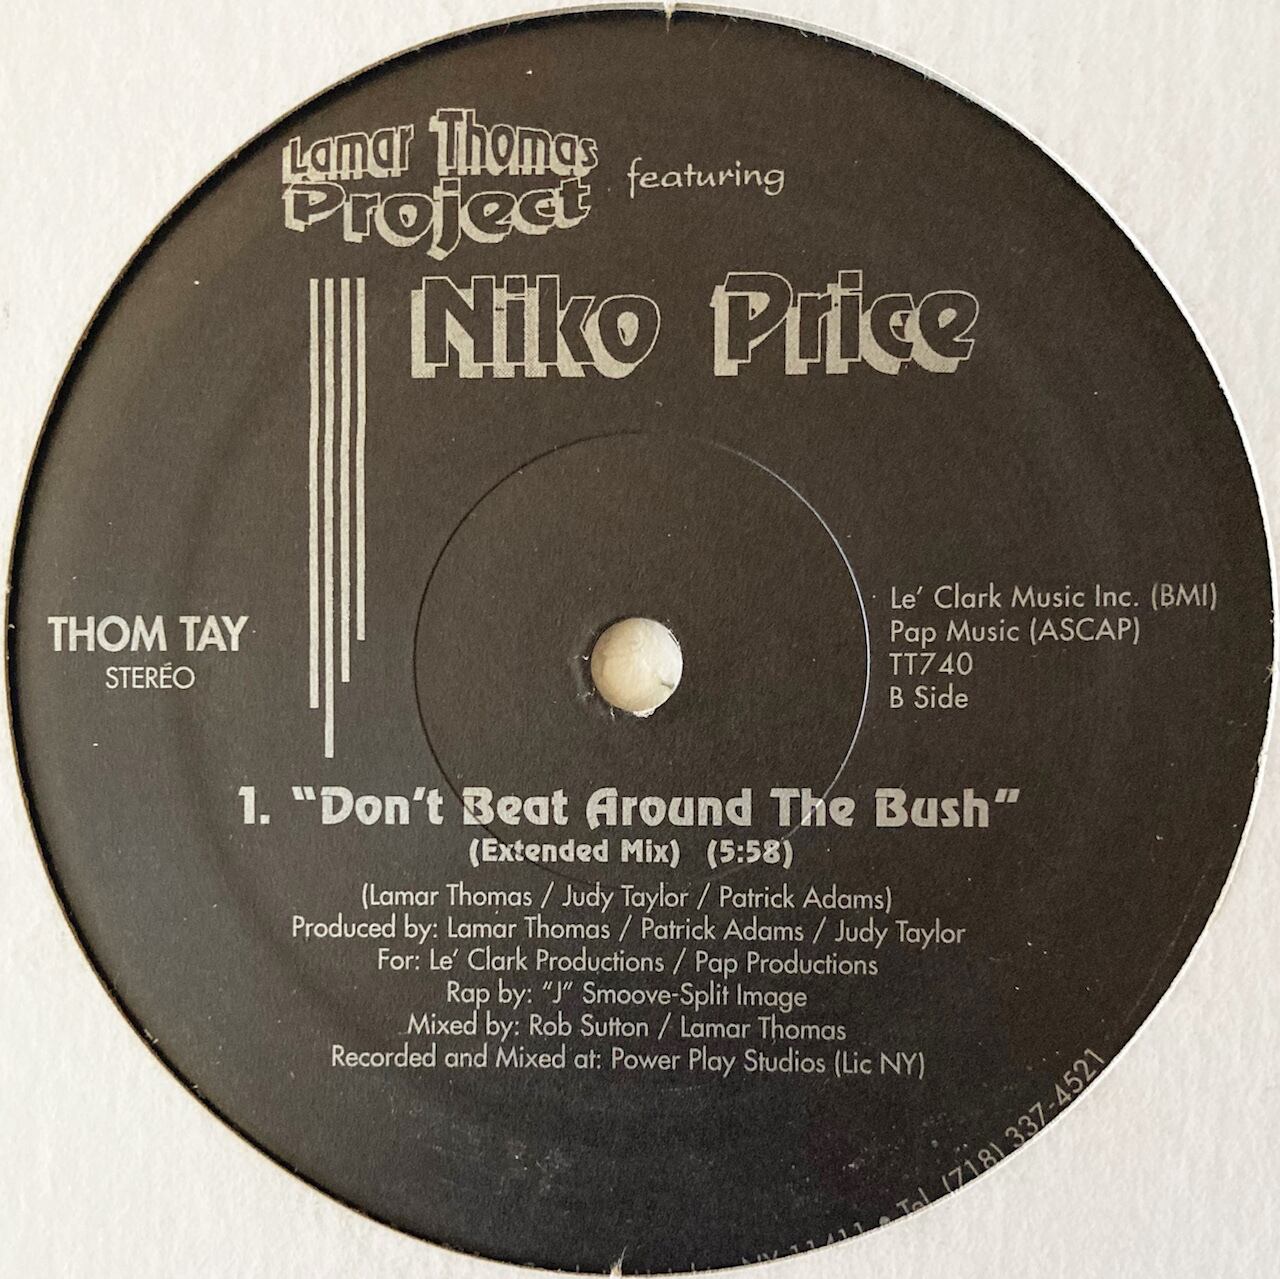 Lamar Thomas
Project featuring
Niko Price
THOM TAY
STERÉO
Le' Clark Music Inc. (BMI)
Pap Music (ASCAP)
TT740
B Side
1. "Don't Beat Around The Bush"
(Extended Mix) (5:58)
(Lamar Thomas / Judy Taylor / Patrick Adams)
Produced by: Lamar Thomas / Patrick Adams / Judy Taylor
For: Le' Clark Productions / Pap Productions
Rap by: "J" Smoove-Split Image
Mixed by: Rob Sutton / Lamar Thomas
Recorded and Mixed at: Power Play Studios (Lic NY)
NY 11411 • Tel. (718) 337-4521